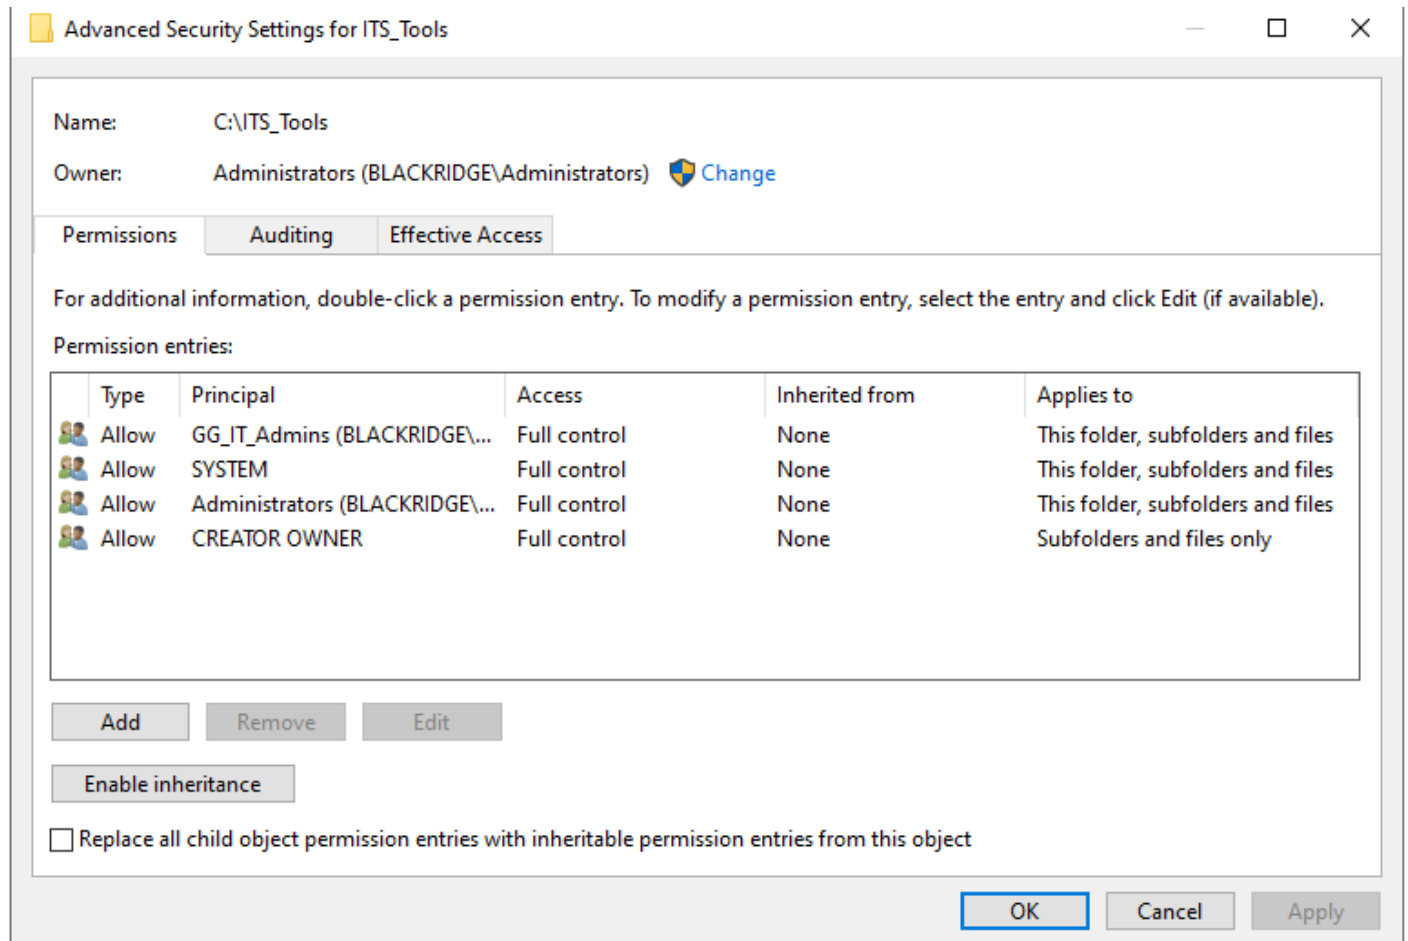 Advanced Security Settings for ITS_Tools
Name: C:\ITS_Tools
Owner: Administrators (BLACKRIDGE\Administrators) Change
Permissions Auditing Effective Access
For additional information, double-click a permission entry. To modify a permission entry, select the entry and click Edit (if available).
Permission entries:
Type Principal Access Inherited from Applies to
Allow GG_IT_Admins (BLACKRIDGE\... Full control None This folder, subfolders and files
Allow SYSTEM Full control None This folder, subfolders and files
Allow Administrators (BLACKRIDGE\... Full control None This folder, subfolders and files
Allow CREATOR OWNER Full control None Subfolders and files only
Add Remove Edit
Enable inheritance
Replace all child object permission entries with inheritable permission entries from this object
OK Cancel Apply